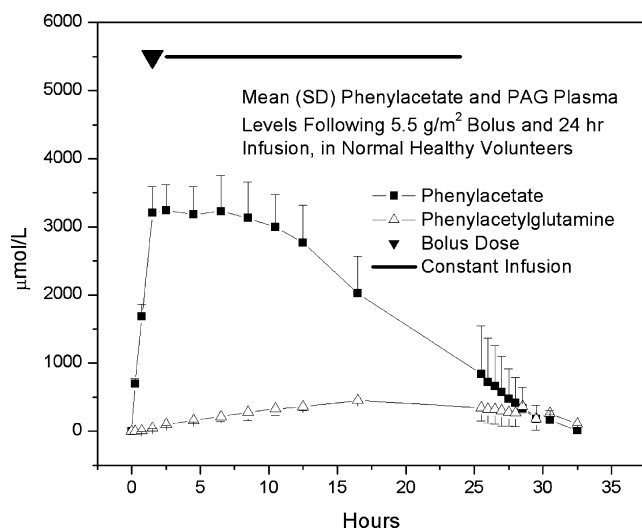 6000
5000
4000
3000
2000
1000
0
μmol/L
Mean (SD) Phenylacetate and PAG Plasma
Levels Following 5.5 g/m² Bolus and 24 hr
Infusion, in Normal Healthy Volunteers
Phenylacetate
Phenylacetylglutamine
Bolus Dose
Constant Infusion
0 5 10 15 20 25 30 35
Hours